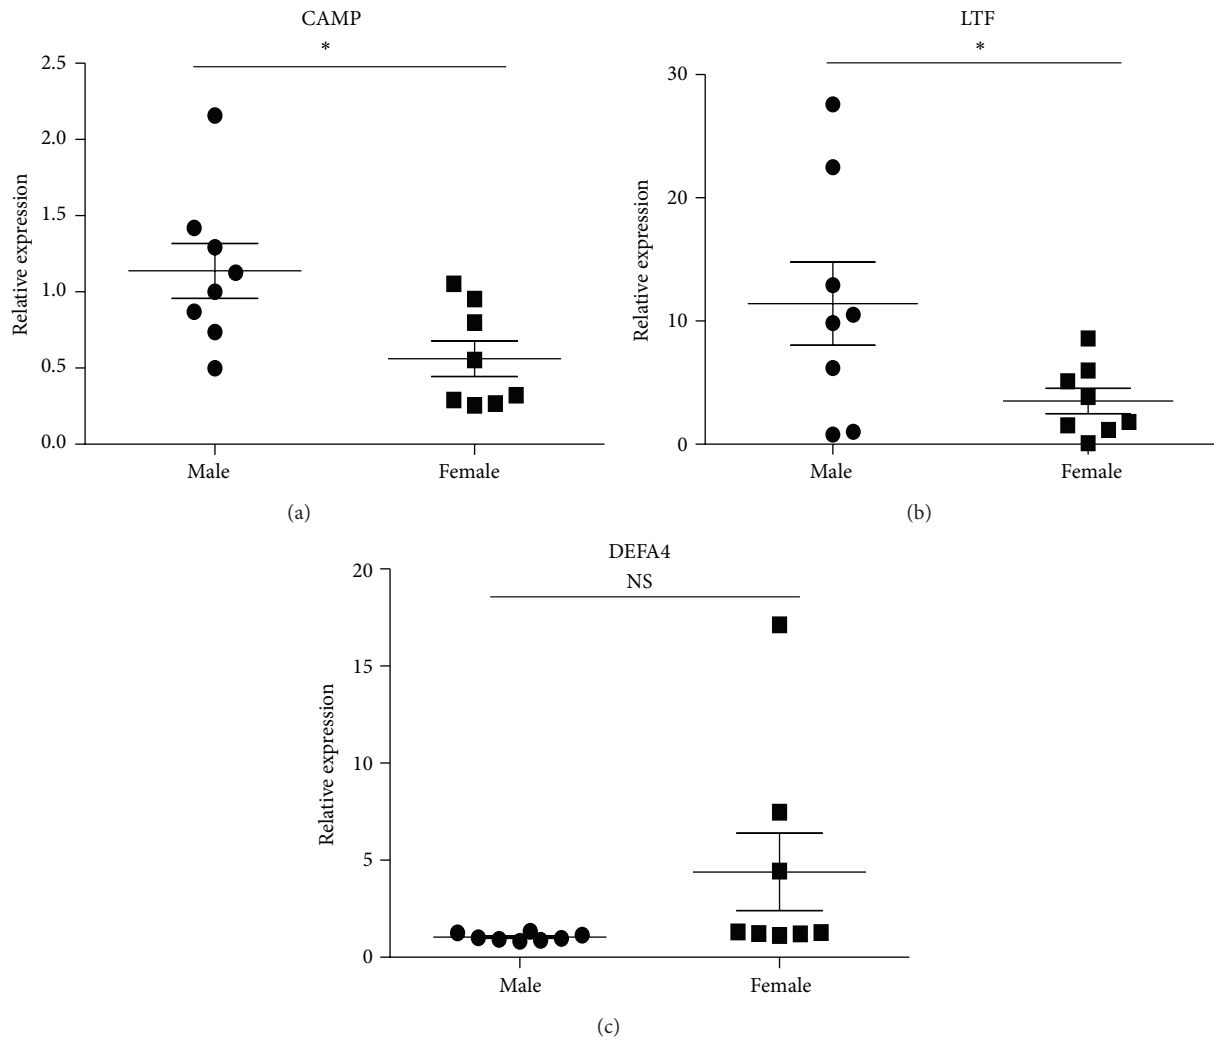 CAMP
*
Relative expression
2.5
2.0
1.5
1.0
0.5
0.0
Male
Female
(a)
LTF
*
Relative expression
30
20
10
0
Male
Female
(b)
DEFA4
NS
Relative expression
20
15
10
5
0
Male
Female
(c)